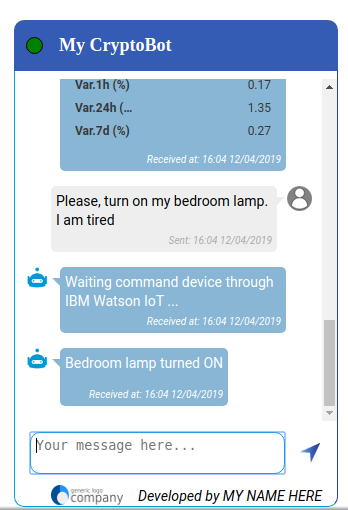 My CryptoBot
Var.1h (%) 0.17
Var.24h (... 1.35
Var.7d (%) 0.27
Received at: 16:04 12/04/2019
Please, turn on my bedroom lamp.
I am tired
Sent: 16:04 12/04/2019
Waiting command device through
IBM Watson IoT ...
Received at: 16:04 12/04/2019
Bedroom lamp turned ON
Received at: 16:04 12/04/2019
Your message here...
generic logo
company
Developed by MY NAME HERE